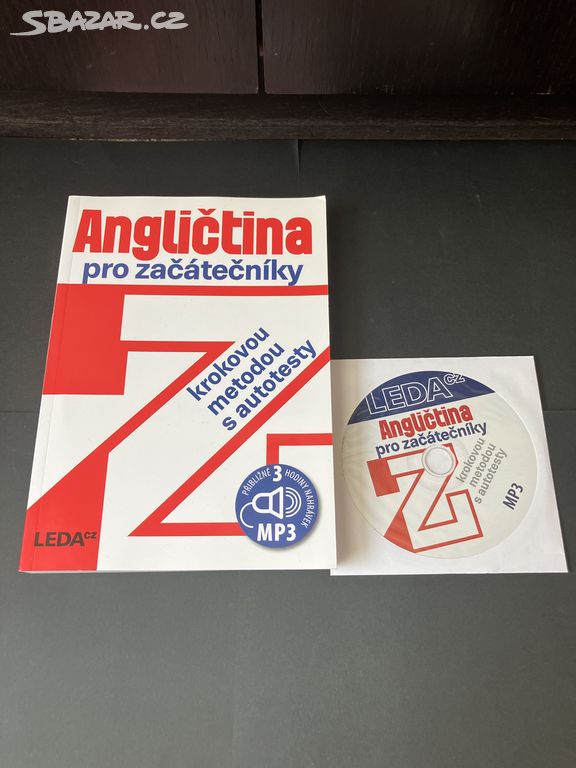 SBAZAR.CZ
Angličtina
pro začátečníky
krokovou
metodou
s autotesty
PŘIBLIŽNĚ 3 HODINY NAHRÁVEK
MP3
LEDA cz
LEDA cz
Angličtina
pro začátečníky
krokovou
metodou
s autotesty
MP3